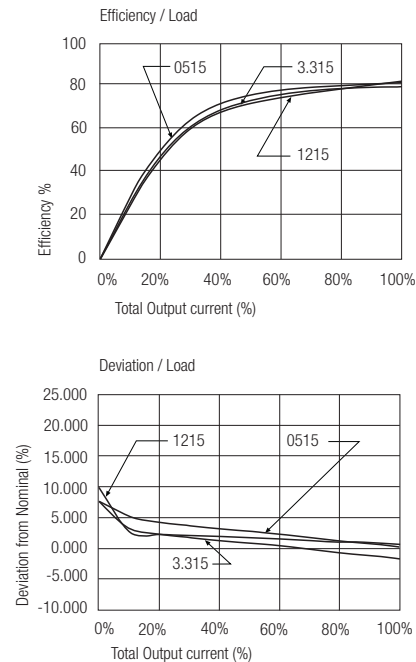 Efficiency / Load
100
80
60
40
20
0
Efficiency %
0515
3.315
1215
0% 20% 40% 60% 80% 100%
Total Output current (%)
Deviation / Load
25.000
20.000
15.000
10.000
5.000
0.000
-5.000
-10.000
Deviation from Nominal (%)
1215
0515
3.315
0% 20% 40% 60% 80% 100%
Total Output current (%)